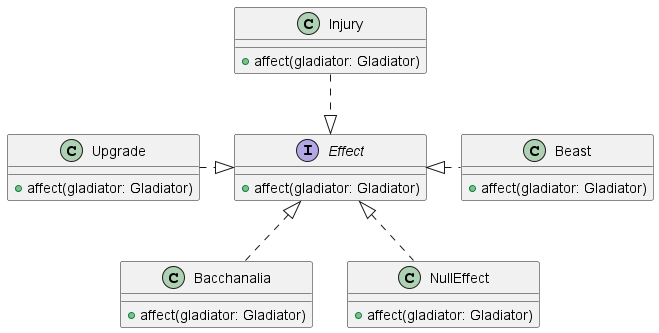 C Injury
affect(gladiator: Gladiator)
C Upgrade
affect(gladiator: Gladiator)
I Effect
affect(gladiator: Gladiator)
C Beast
affect(gladiator: Gladiator)
C Bacchanalia
affect(gladiator: Gladiator)
C NullEffect
affect(gladiator: Gladiator)